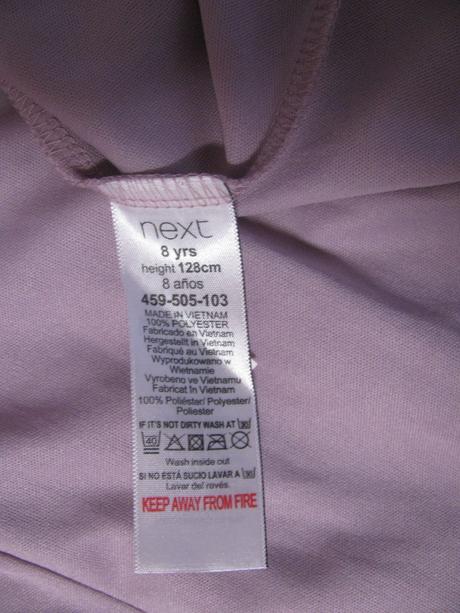 next
8 yrs
height 128cm
8 años
459-505-103
MADE IN VIETNAM
100% POLYESTER
Fabricado en Vietnam
Hergestellt in Vietnam
Fabriqué au Vietnam
Wyprodukowano w
Wietnamie
Vyrobeno ve Vietnamu
Fabricat în Vietnam
100% Poliéster/ Polyester/
Poliester
IF IT'S NOT DIRTY WASH AT
40
Wash inside out
SI NO ESTÁ SUCIO LAVAR A
Lavar del revés.
KEEP AWAY FROM FIRE